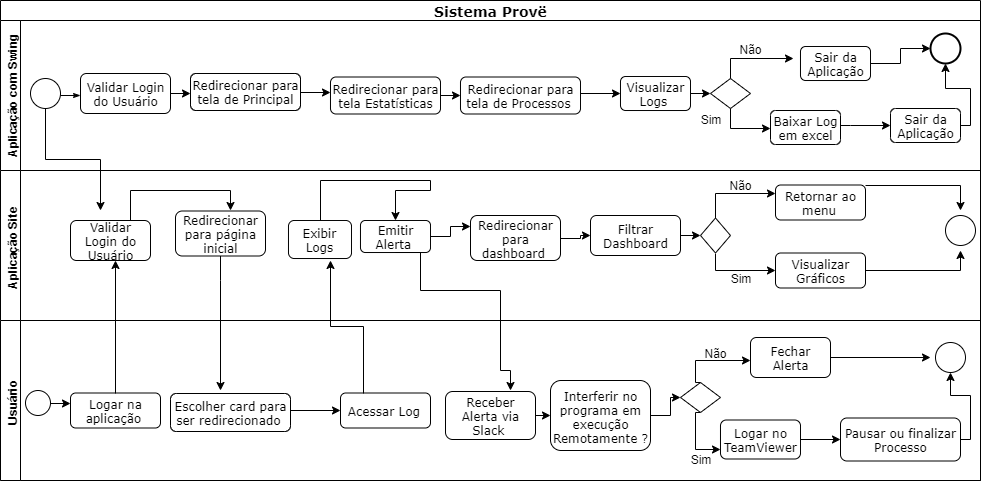 Sistema Provë
Aplicação com Swing
Validar Login
do Usuário
Redirecionar para
tela de Principal
Redirecionar para
tela Estatísticas
Redirecionar para
tela de Processos
Visualizar
Logs
Não
Sim
Sair da
Aplicação
Baixar Log
em excel
Sair da
Aplicação
Aplicação Site
Validar
Login do
Usuário
Redirecionar
para página
inicial
Exibir
Logs
Emitir
Alerta
Redirecionar
para
dashboard
Filtrar
Dashboard
Não
Sim
Retornar ao
menu
Visualizar
Gráficos
Usuário
Logar na
aplicação
Escolher card para
ser redirecionado
Acessar Log
Receber
Alerta via
Slack
Interferir no
programa em
execução
Remotamente ?
Não
Sim
Fechar
Alerta
Logar no
TeamViewer
Pausar ou finalizar
Processo